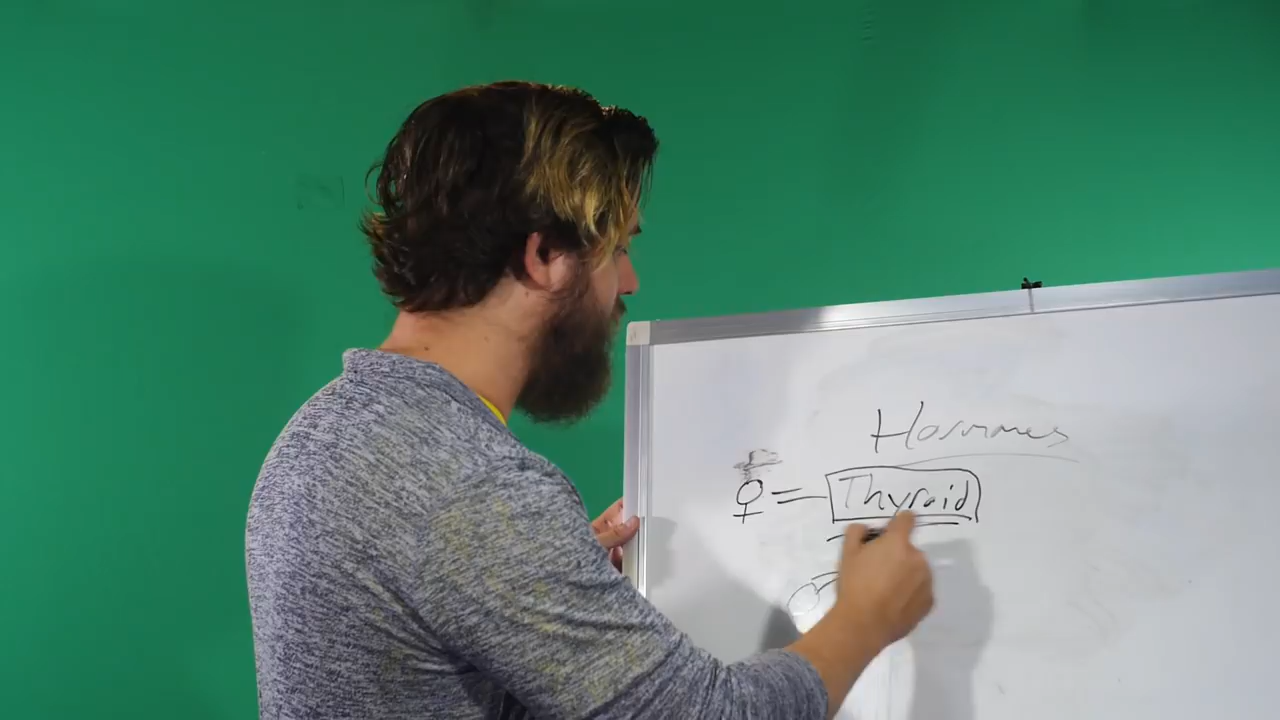 Hormones
♀ = Thyroid